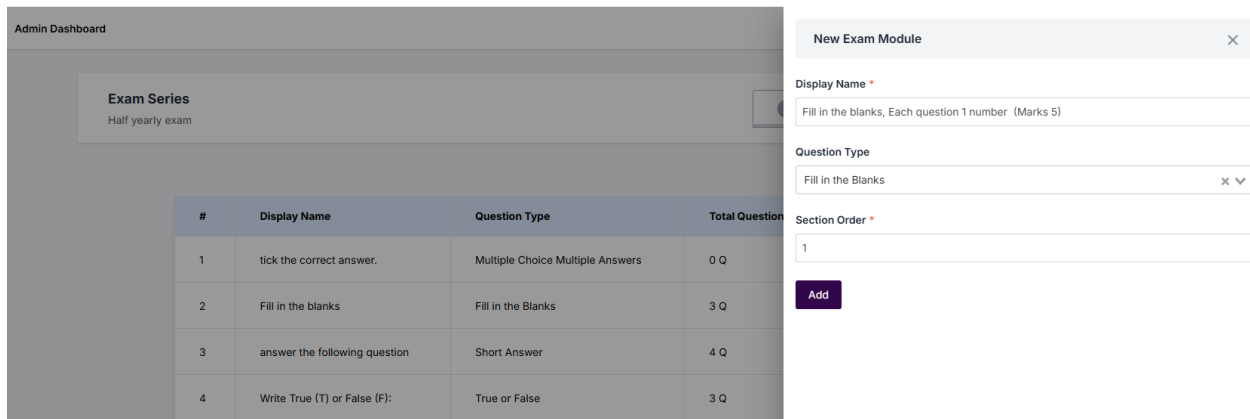 Admin Dashboard
Exam Series
Half yearly exam
# Display Name Question Type Total Question
1 tick the correct answer. Multiple Choice Multiple Answers 0 Q
2 Fill in the blanks Fill in the Blanks 3 Q
3 answer the following question Short Answer 4 Q
4 Write True (T) or False (F): True or False 3 Q
New Exam Module
Display Name *
Fill in the blanks, Each question 1 number (Marks 5)
Question Type
Fill in the Blanks
Section Order *
1
Add